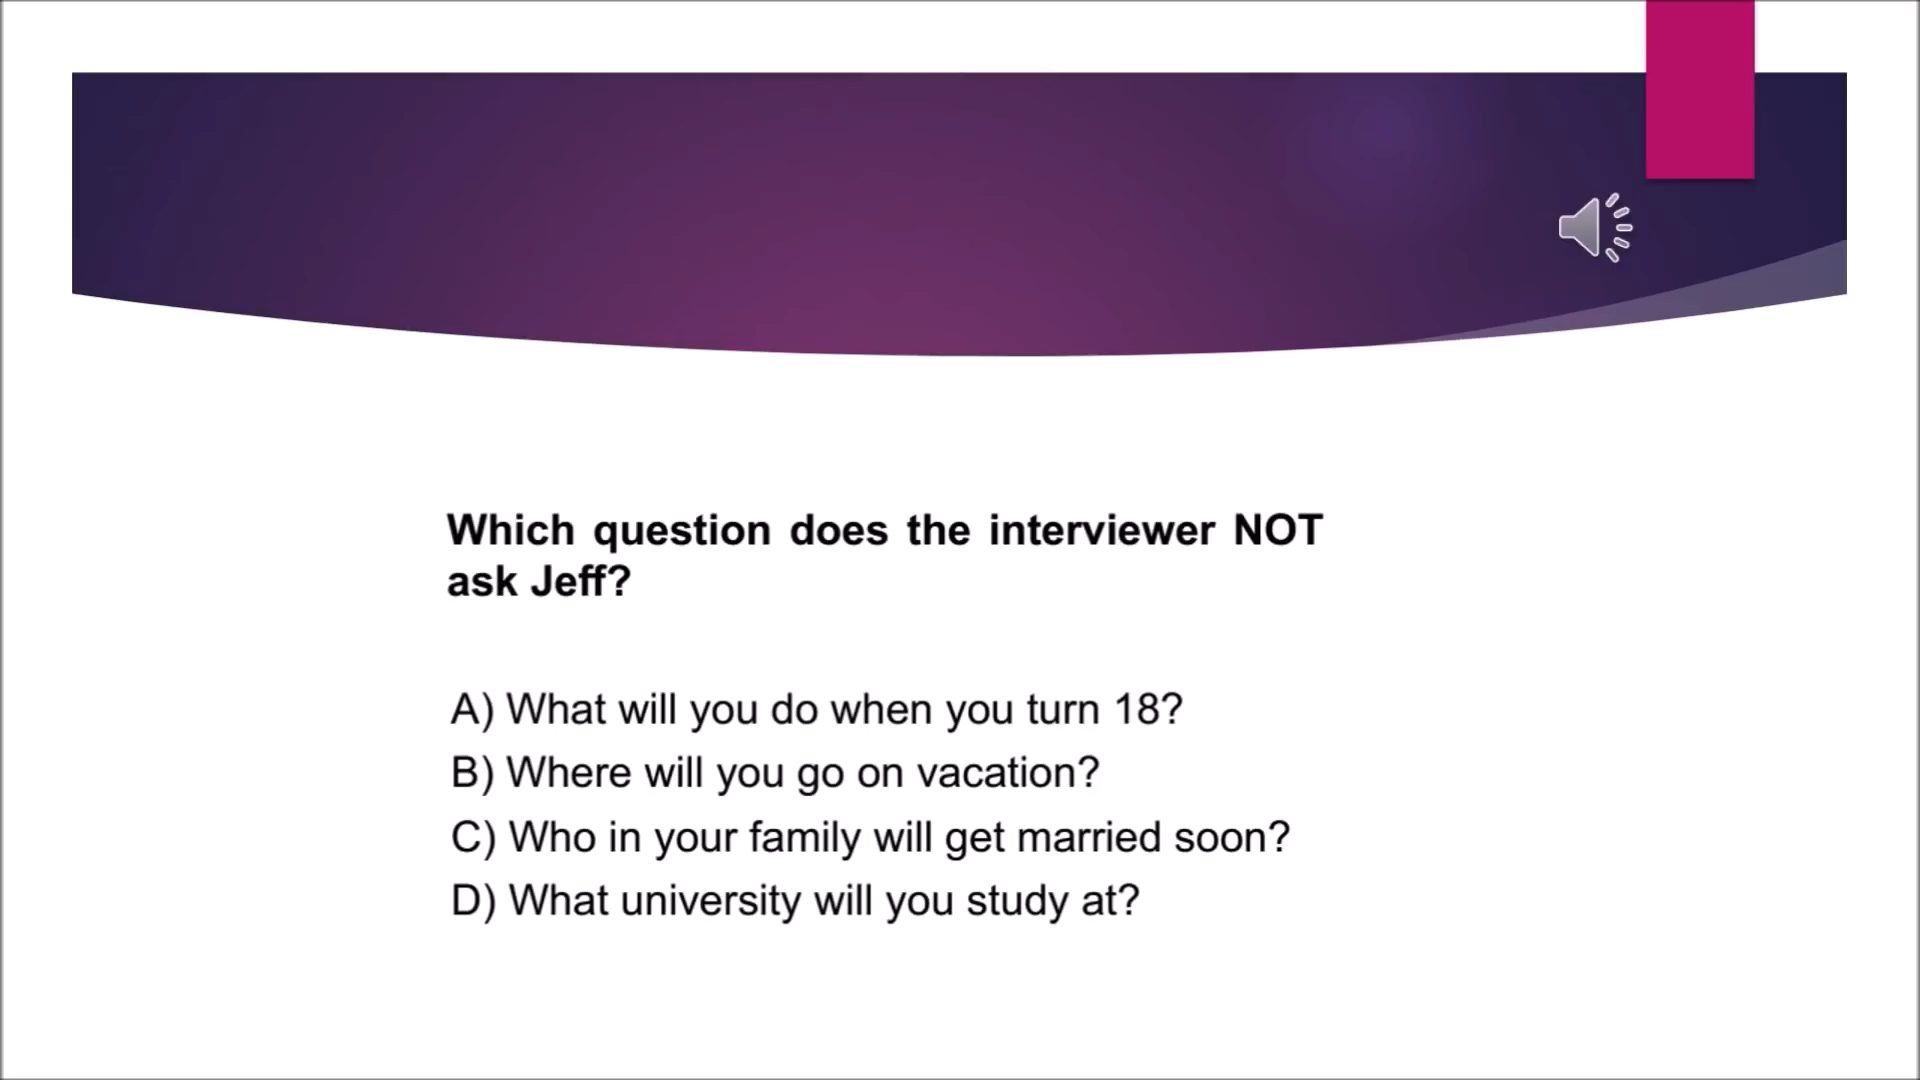 Which question does the interviewer NOT
ask Jeff?
A) What will you do when you turn 18?
B) Where will you go on vacation?
C) Who in your family will get married soon?
D) What university will you study at?